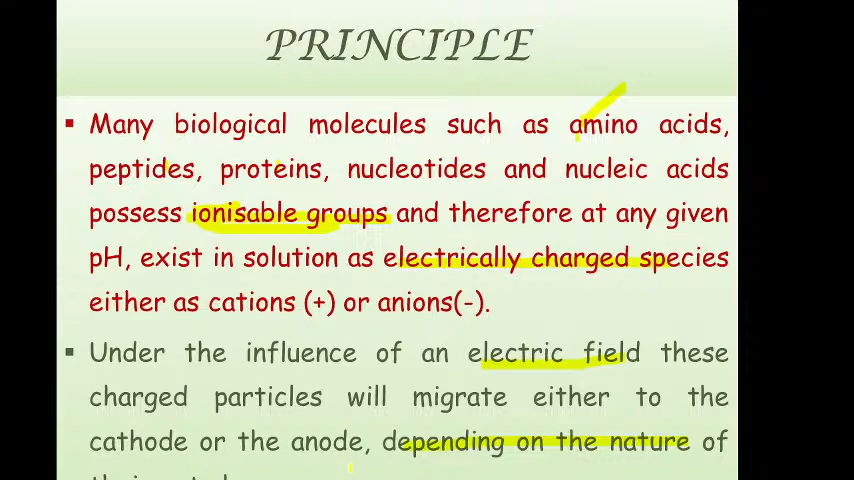 PRINCIPLE
▪ Many biological molecules such as amino acids,
peptides, proteins, nucleotides and nucleic acids
possess ionisable groups and therefore at any given
pH, exist in solution as electrically charged species
either as cations (+) or anions(-).
▪ Under the influence of an electric field these
charged particles will migrate either to the
cathode or the anode, depending on the nature of